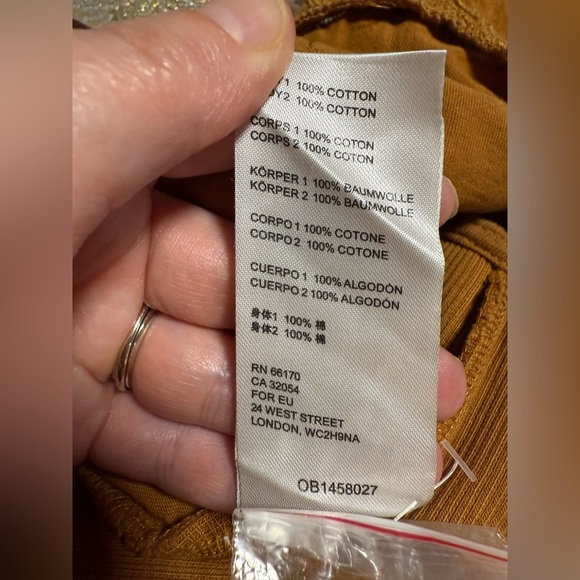 1 100% COTTON
DY2 100% COTTON
CORPS 1 100% COTON
CORPS 2 100% COTON
KÖRPER 1 100% BAUMWOLLE
KÖRPER 2 100% BAUMWOLLE
CORPO 1 100% COTONE
CORPO 2 100% COTONE
CUERPO 1 100% ALGODÓN
CUERPO 2 100% ALGODÓN
身体1 100% 棉
身体2 100% 棉
RN 66170
CA 32054
FOR EU
24 WEST STREET
LONDON, WC2H9NA
OB1458027